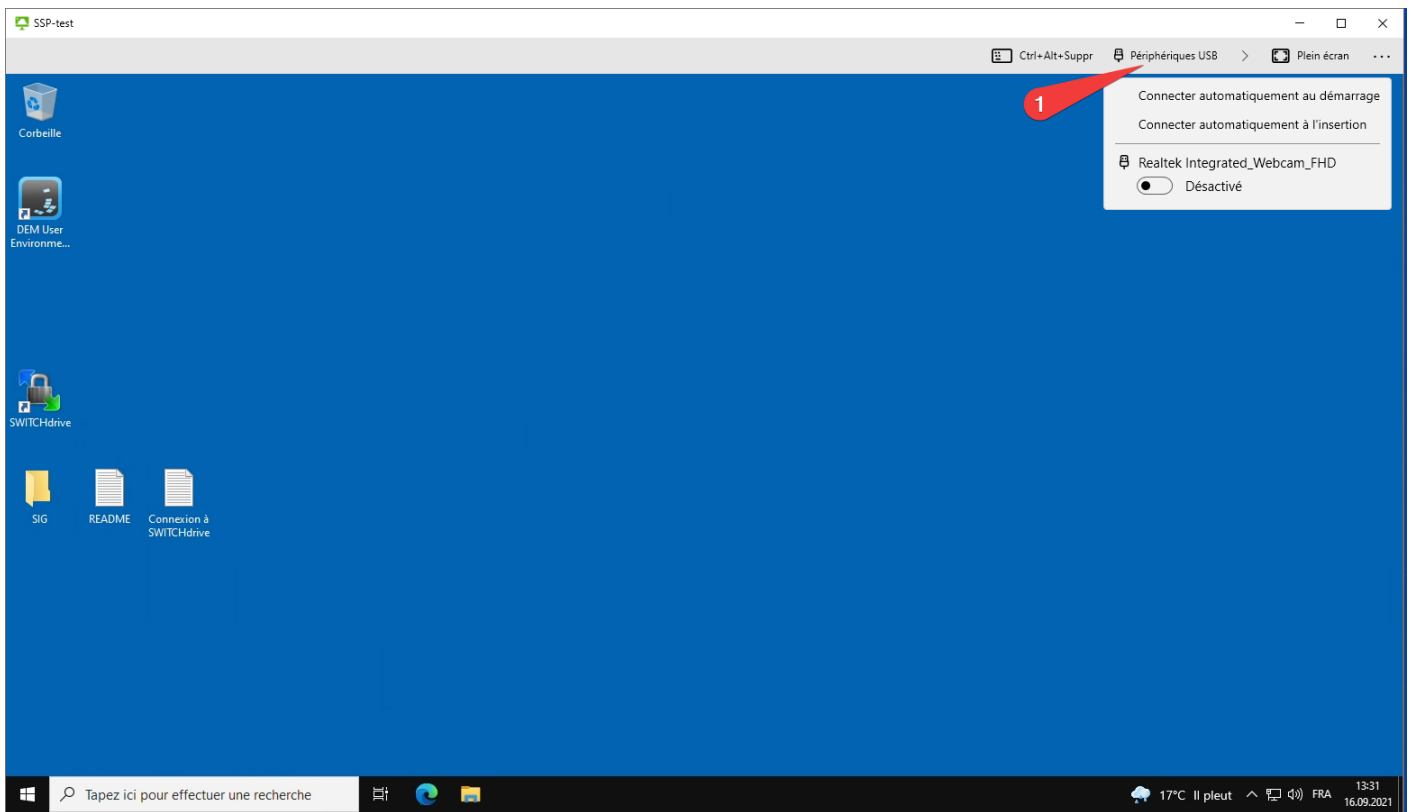 SSP-test
Ctrl+Alt+Suppr Périphériques USB Plein écran ...
1
Connecter automatiquement au démarrage
Connecter automatiquement à l'insertion
Realtek Integrated_Webcam_FHD
Désactivé
Corbeille
DEM User
Environme...
SWITCHdrive
SIG
README
Connexion à
SWITCHdrive
Tapez ici pour effectuer une recherche
17°C Il pleut
FRA
13:31
16.09.2021